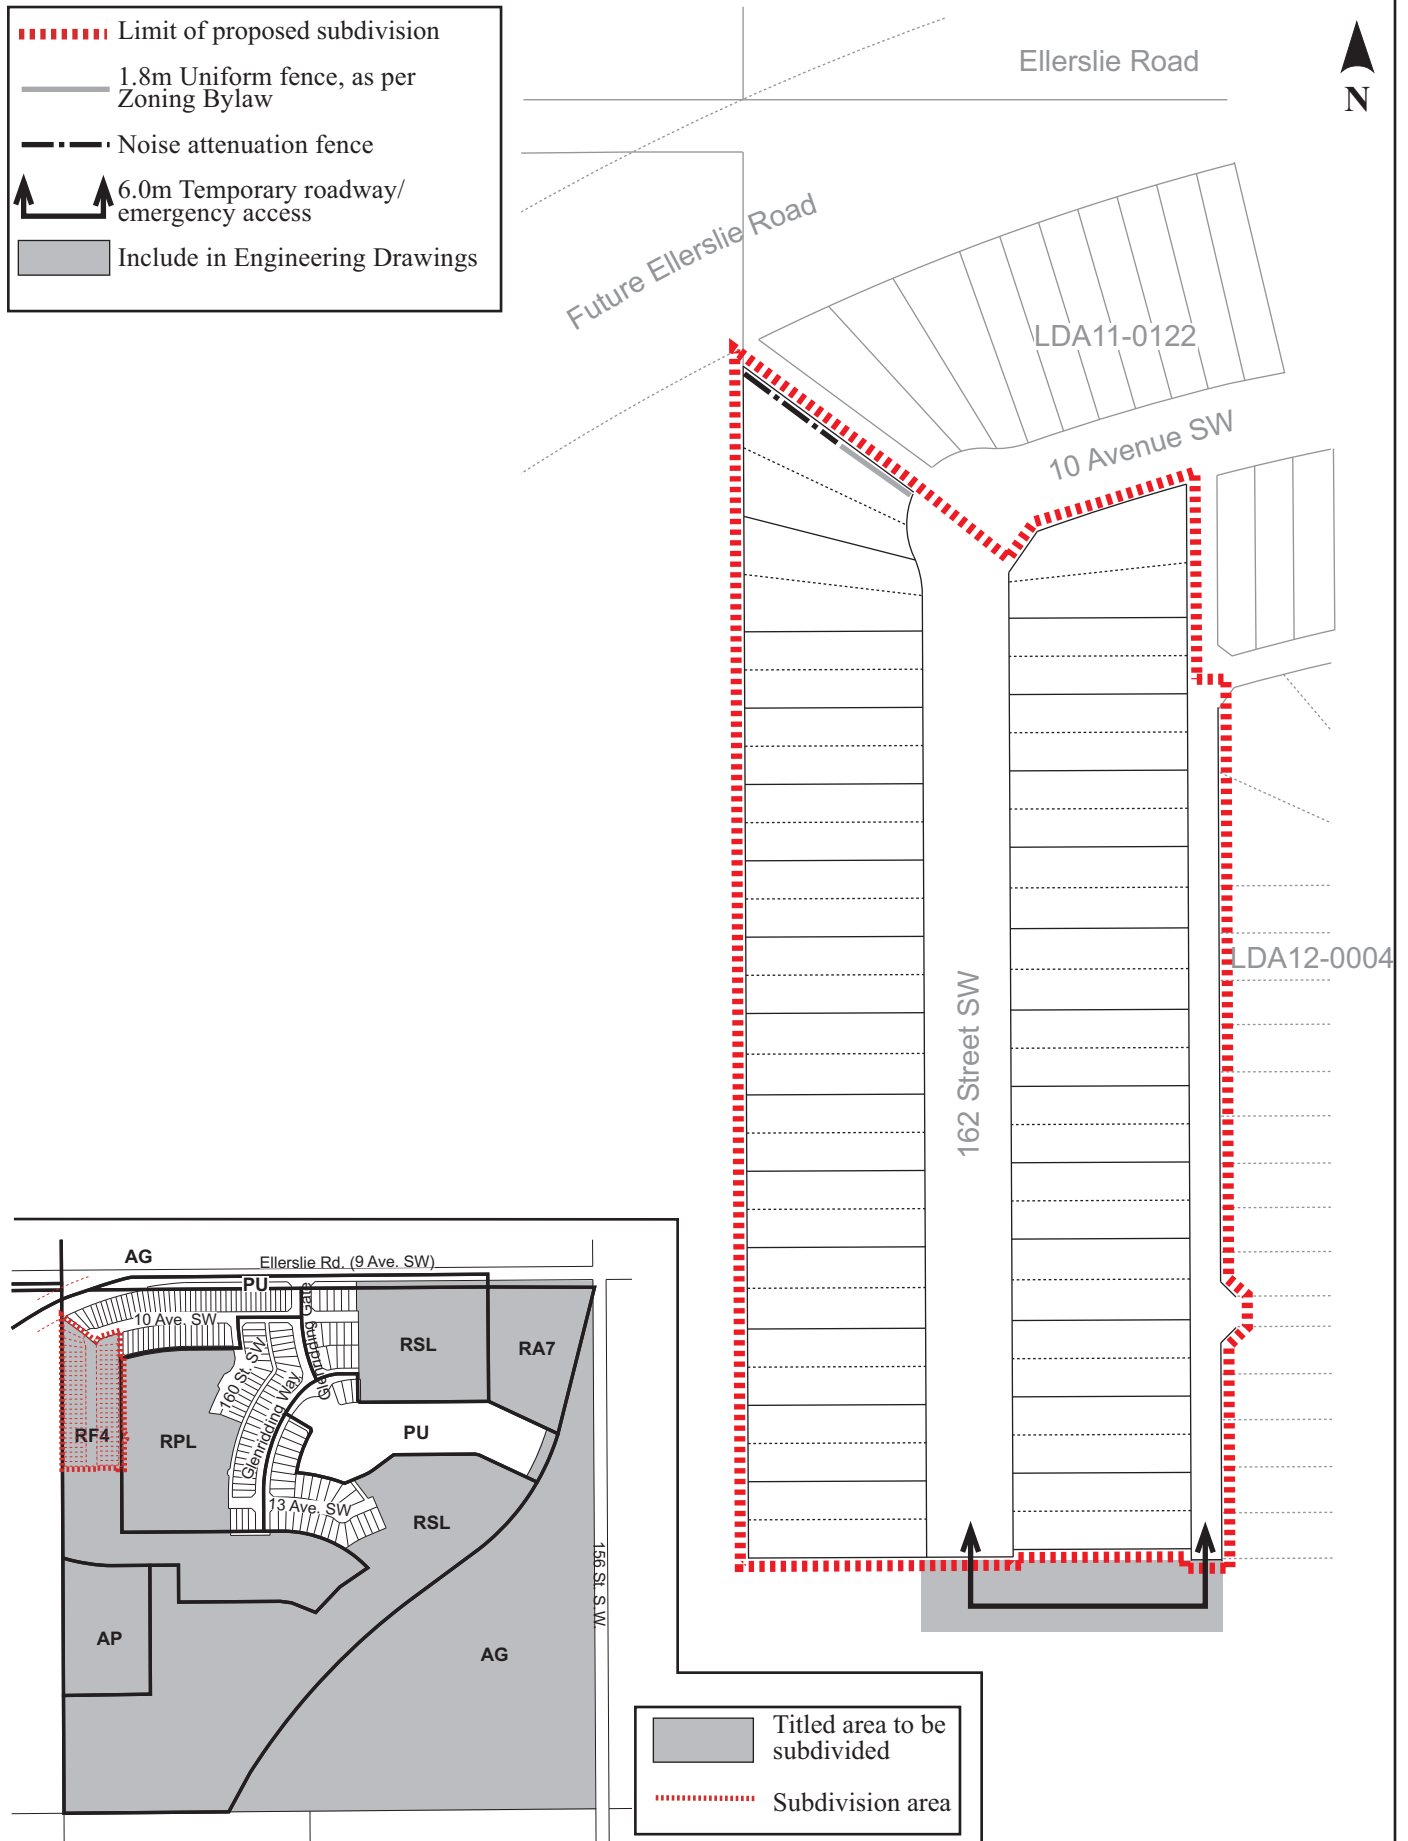 Limit of proposed subdivision
1.8m Uniform fence, as per
Zoning Bylaw
Noise attenuation fence
6.0m Temporary roadway/
emergency access
Include in Engineering Drawings
Ellerslie Road
N
Future Ellerslie Road
LDA11-0122
10 Avenue SW
LDA12-0004
162 Street SW
AG
Ellerslie Rd. (9 Ave. SW)
PU
10 Ave. SW
Glenridding Gate
RSL
RA7
160 St. SW
Glenridding Way
RF4
RPL
PU
13 Ave. SW
RSL
156 St. S.W.
AP
AG
Titled area to be
subdivided
Subdivision area